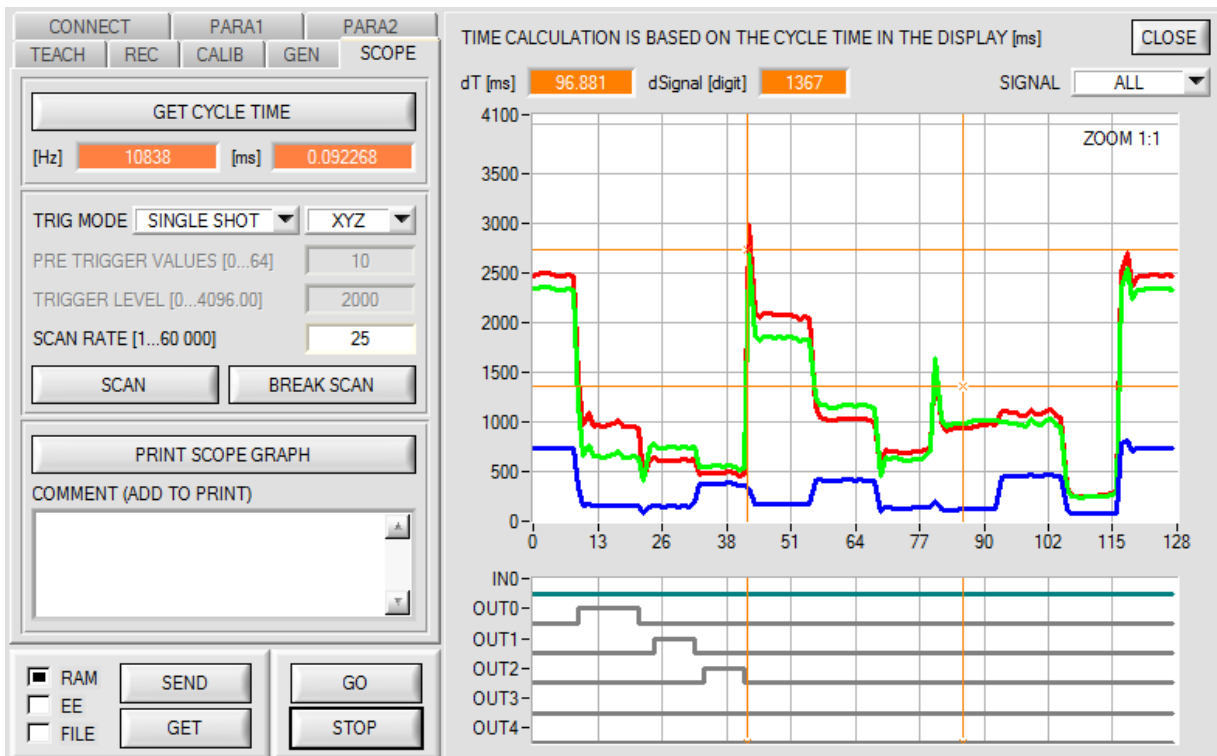 CONNECT PARA1 PARA2
TEACH REC CALIB GEN SCOPE
GET CYCLE TIME
[Hz] 10838 [ms] 0.092268
TRIG MODE SINGLE SHOT XYZ
PRE TRIGGER VALUES [0...64] 10
TRIGGER LEVEL [0...4096.00] 2000
SCAN RATE [1...60 000] 25
SCAN BREAK SCAN
PRINT SCOPE GRAPH
COMMENT (ADD TO PRINT)
RAM
EE
FILE
SEND
GET
GO
STOP
TIME CALCULATION IS BASED ON THE CYCLE TIME IN THE DISPLAY [ms] CLOSE
dT [ms] 96.881 dSignal [digit] 1367 SIGNAL ALL
ZOOM 1:1
4100
3500
3000
2500
2000
1500
1000
500
0
0 13 26 38 51 64 77 90 102 115 128
IN0
OUT0
OUT1
OUT2
OUT3
OUT4